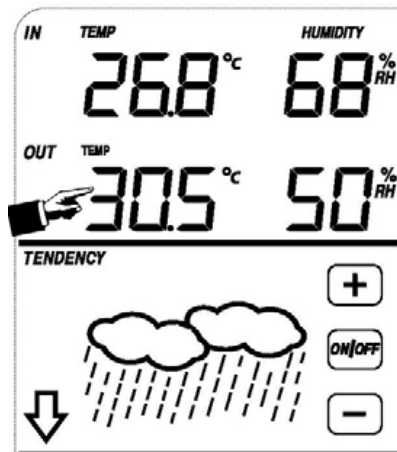 IN TEMP HUMIDITY
26.8 °C 68 % RH
OUT TEMP
30.5 °C 50 % RH
TENDENCY
+
ON/OFF
−